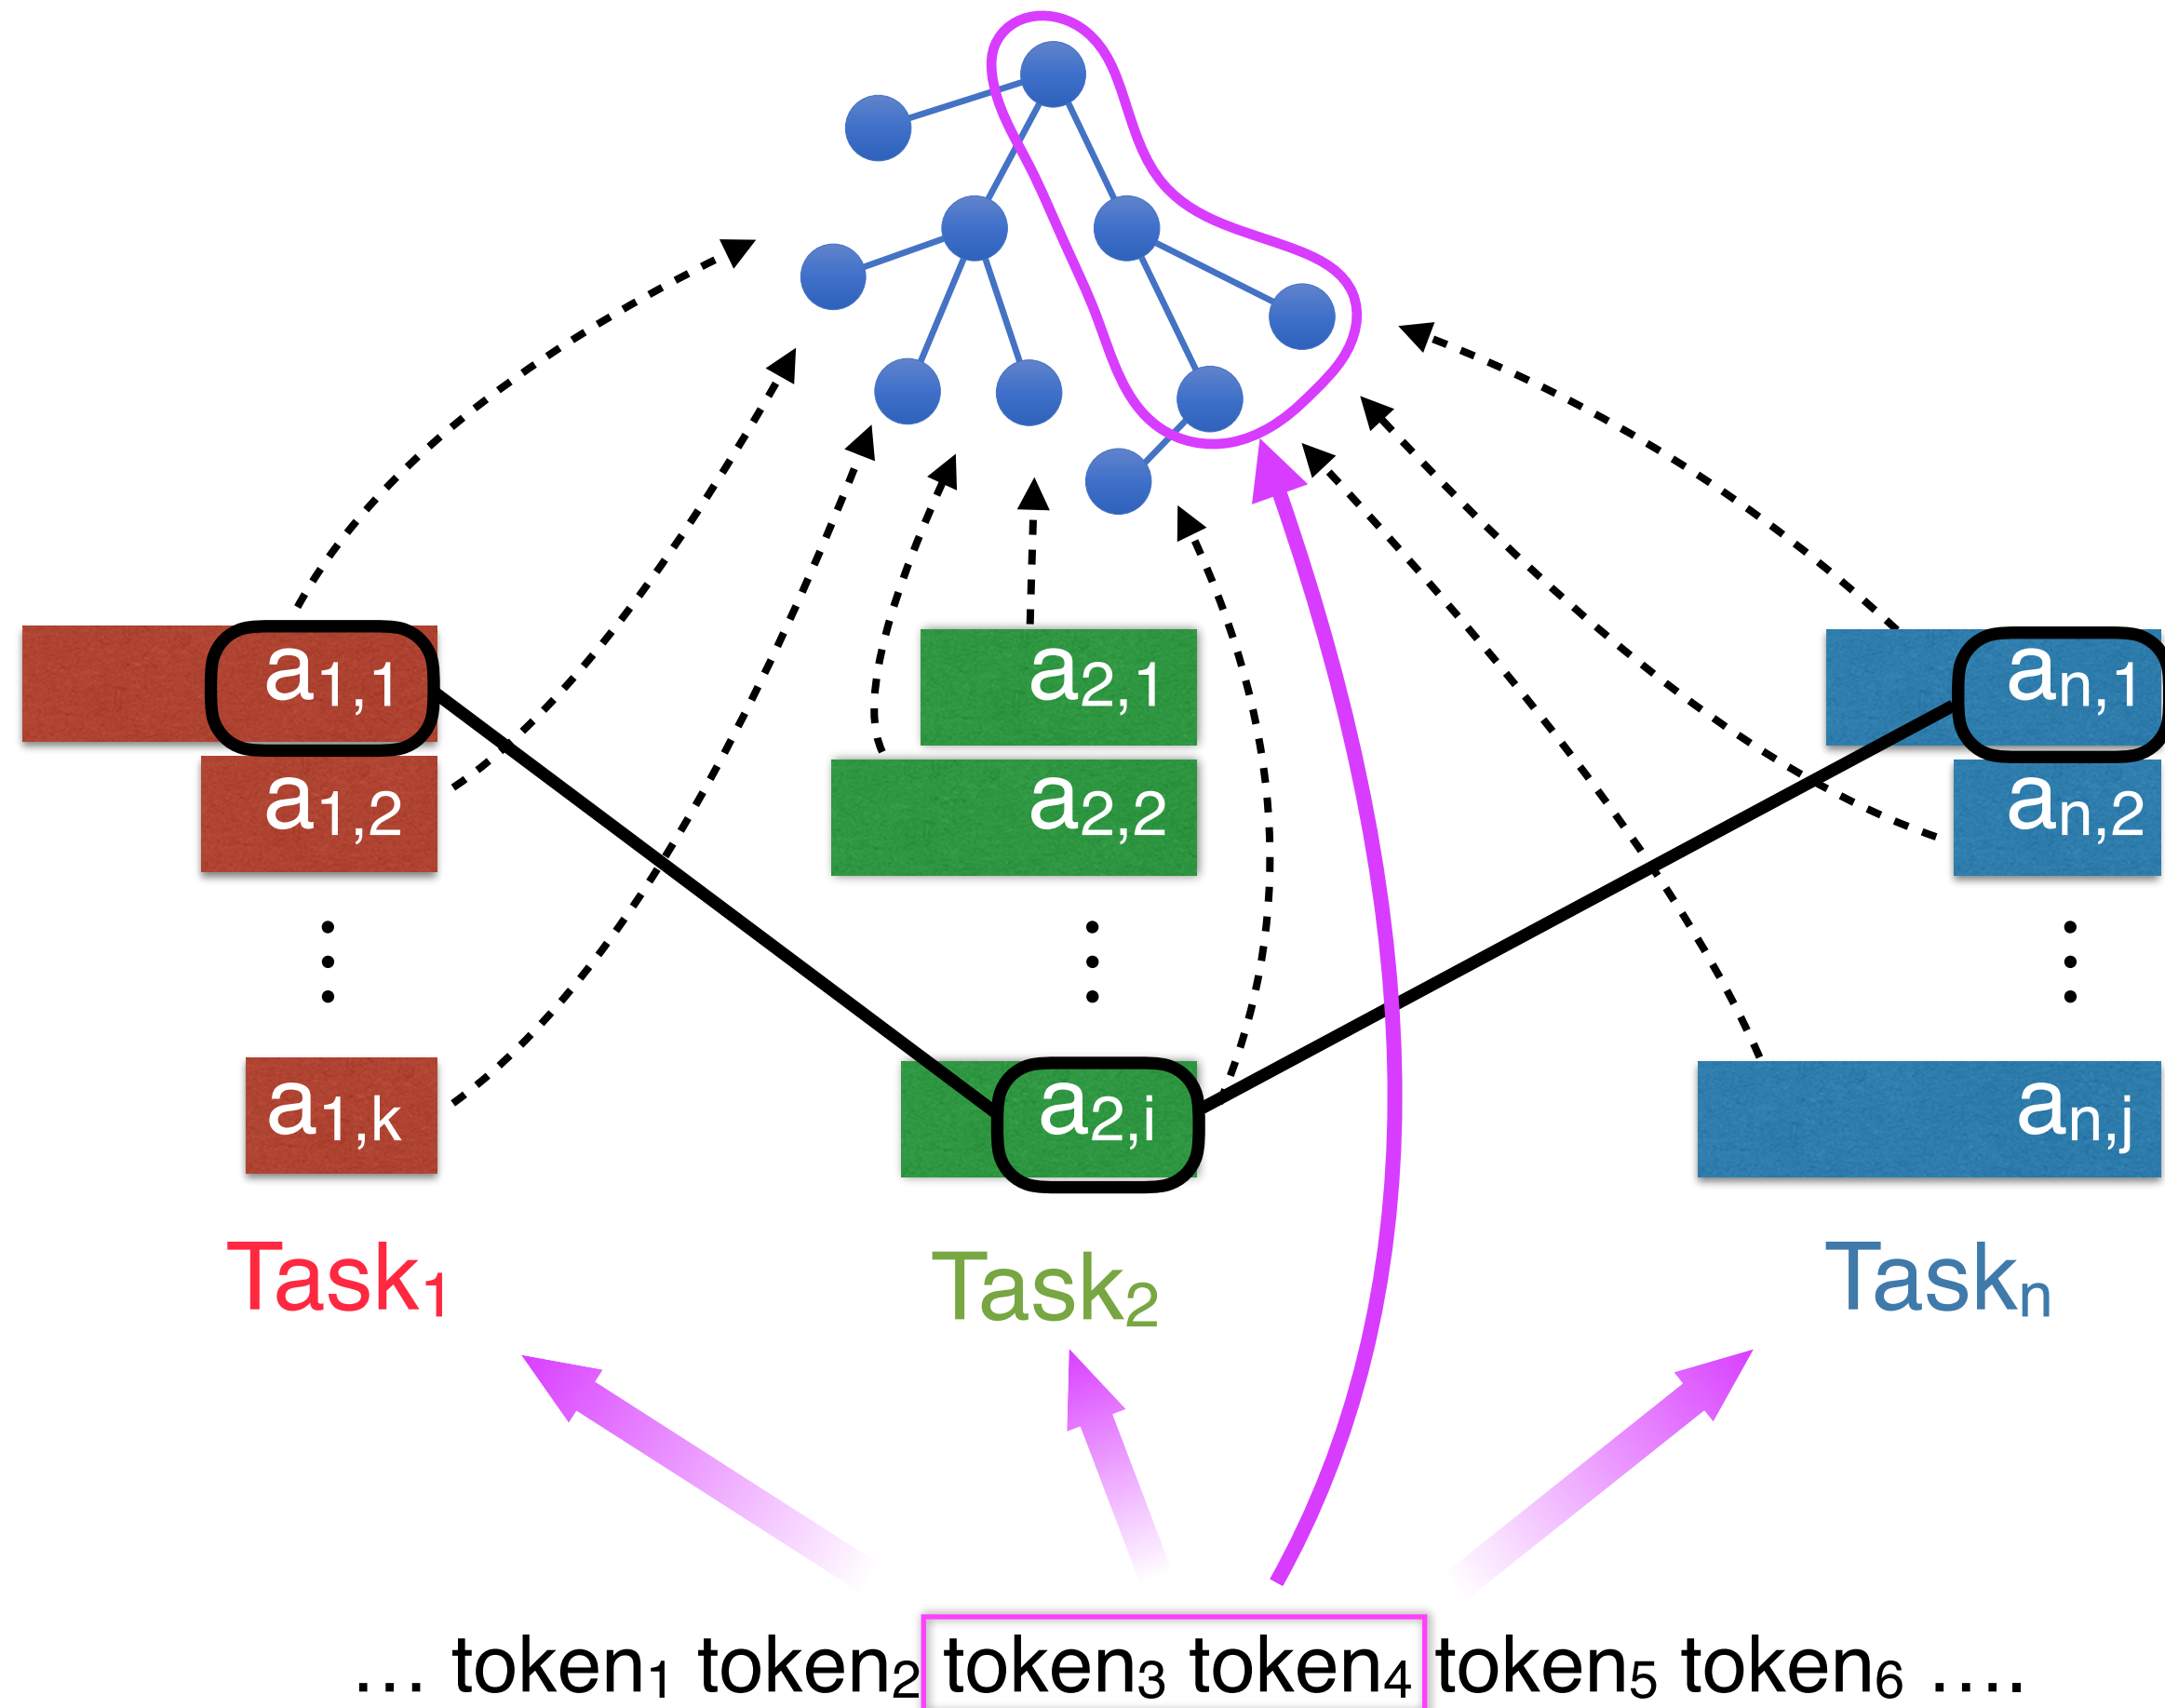 a1,1 a2,1 an,1
a1,2 a2,2 an,2
a1,k a2,i an,j
Task1 Task2 Taskn
... token1 token2 token3 token4 token5 token6 ....